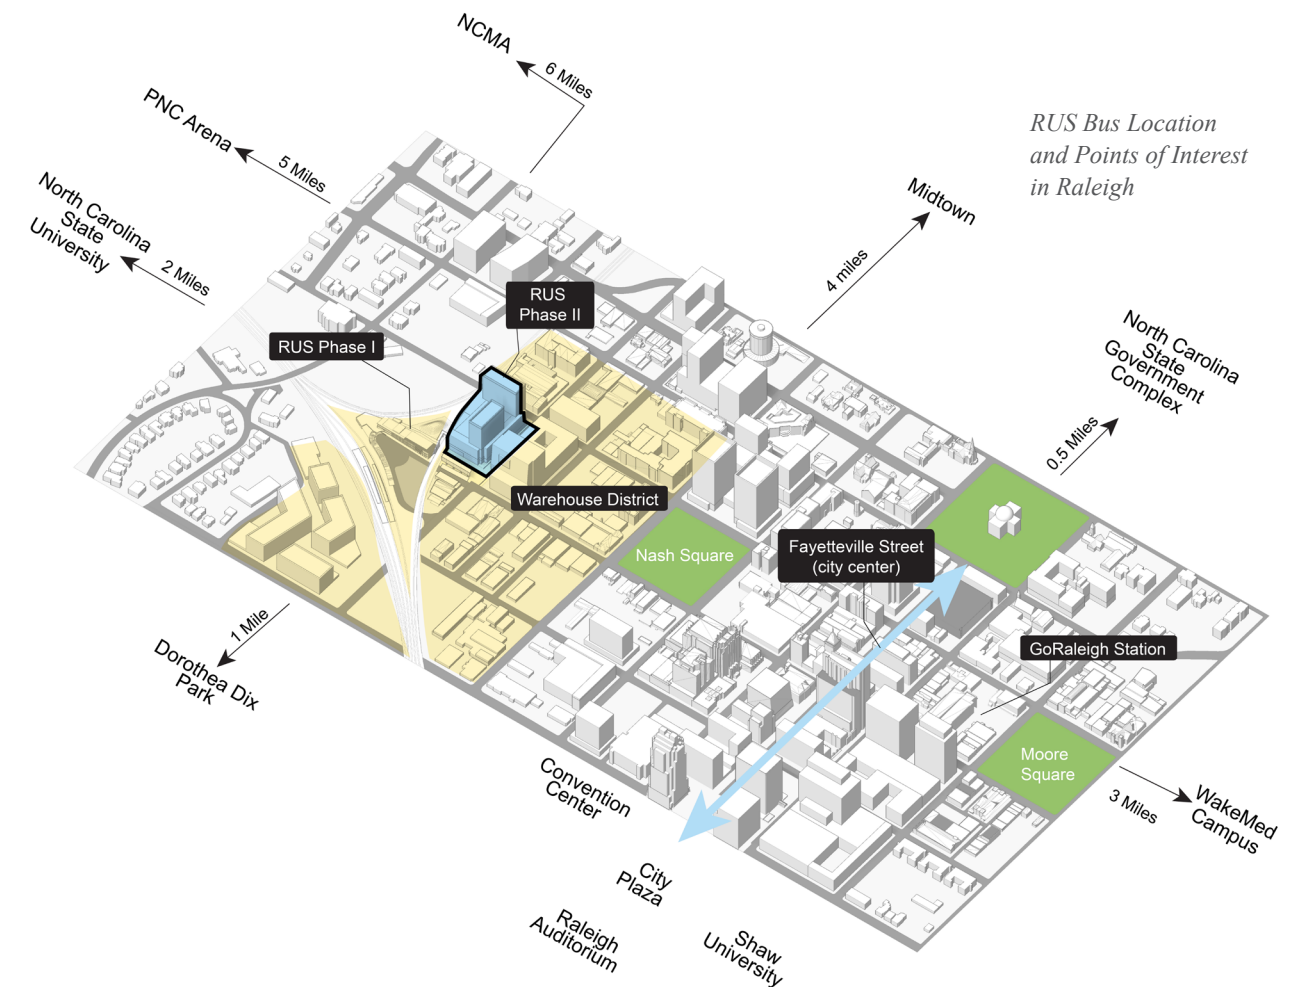 NCMA
6 Miles
RUS Bus Location
and Points of Interest
in Raleigh
PNC Arena
5 Miles
North Carolina
State
University
2 Miles
Midtown
4 miles
RUS
Phase II
RUS Phase I
North Carolina
State
Government
Complex
0.5 Miles
Warehouse District
Nash Square
Fayetteville Street
(city center)
1 Mile
Dorothea Dix
Park
GoRaleigh Station
Moore
Square
3 Miles
WakeMed
Campus
Convention
Center
City
Plaza
Raleigh
Auditorium
Shaw
University